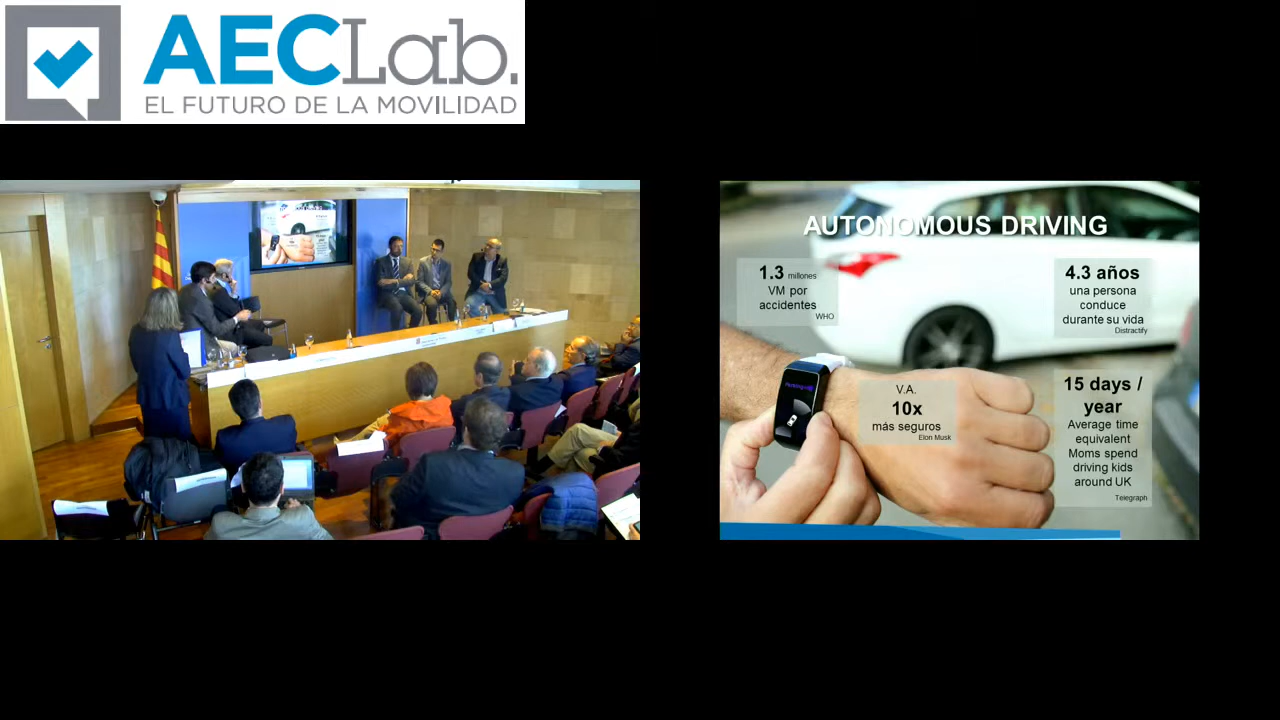 AECLab.
EL FUTURO DE LA MOVILIDAD
AUTONOMOUS DRIVING
1.3 millones
VM por
accidentes
WHO
4.3 años
una persona
conduce
durante su vida
Distractify
V.A.
10x
más seguros
Elon Musk
15 days /
year
Average time
equivalent
Moms spend
driving kids
around UK
Telegraph